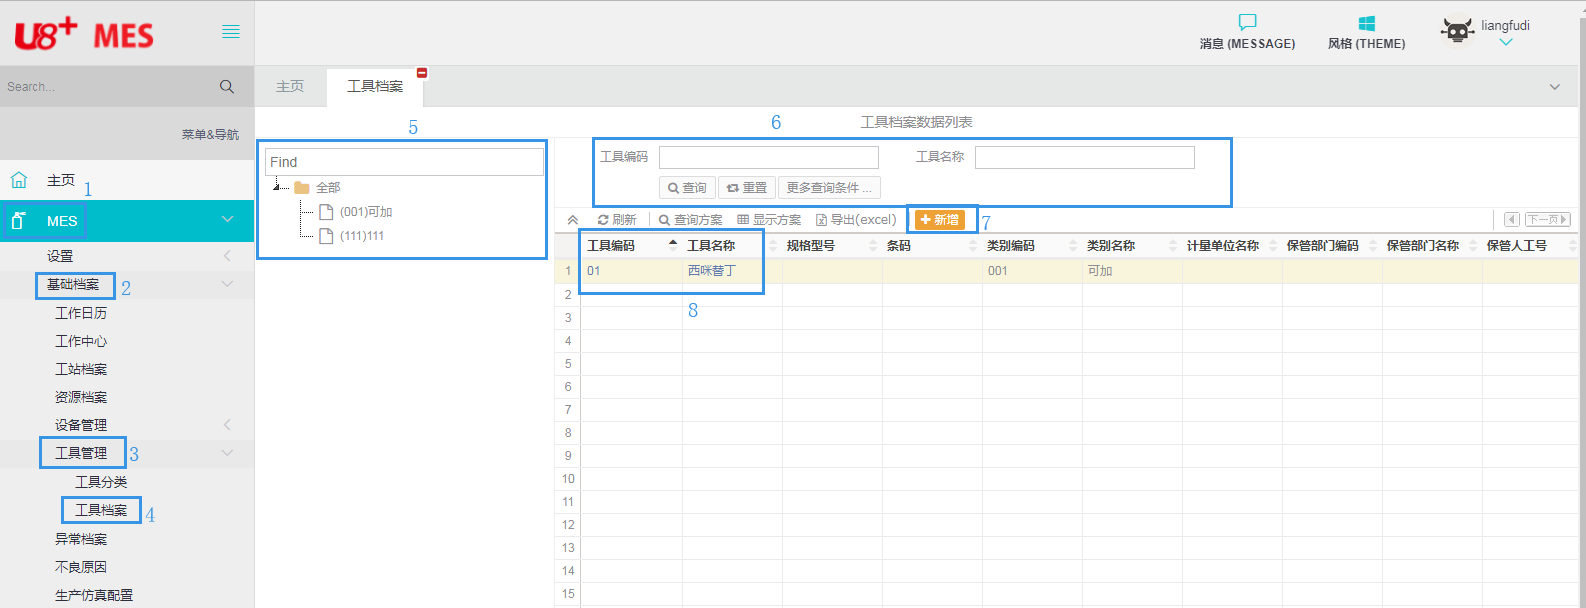 U8+ MES
消息 (MESSAGE)
风格 (THEME)
liangfudi
Search...
主页
工具档案
菜单&导航
主页
1
MES
设置
基础档案
2
工作日历
工作中心
工站档案
资源档案
设备管理
工具管理
3
工具分类
工具档案
4
异常档案
不良原因
生产仿真配置
5
Find
全部
(001)可加
(111)111
6
工具档案数据列表
工具编码
工具名称
查询
重置
更多查询条件 ...
刷新
查询方案
显示方案
导出(excel)
新增
7
下一页
工具编码 工具名称 规格型号 条码 类别编码 类别名称 计量单位名称 保管部门编码 保管部门名称 保管人工号
1 01 西咪替丁 001 可加
8
2
3
4
5
6
7
8
9
10
11
12
13
14
15